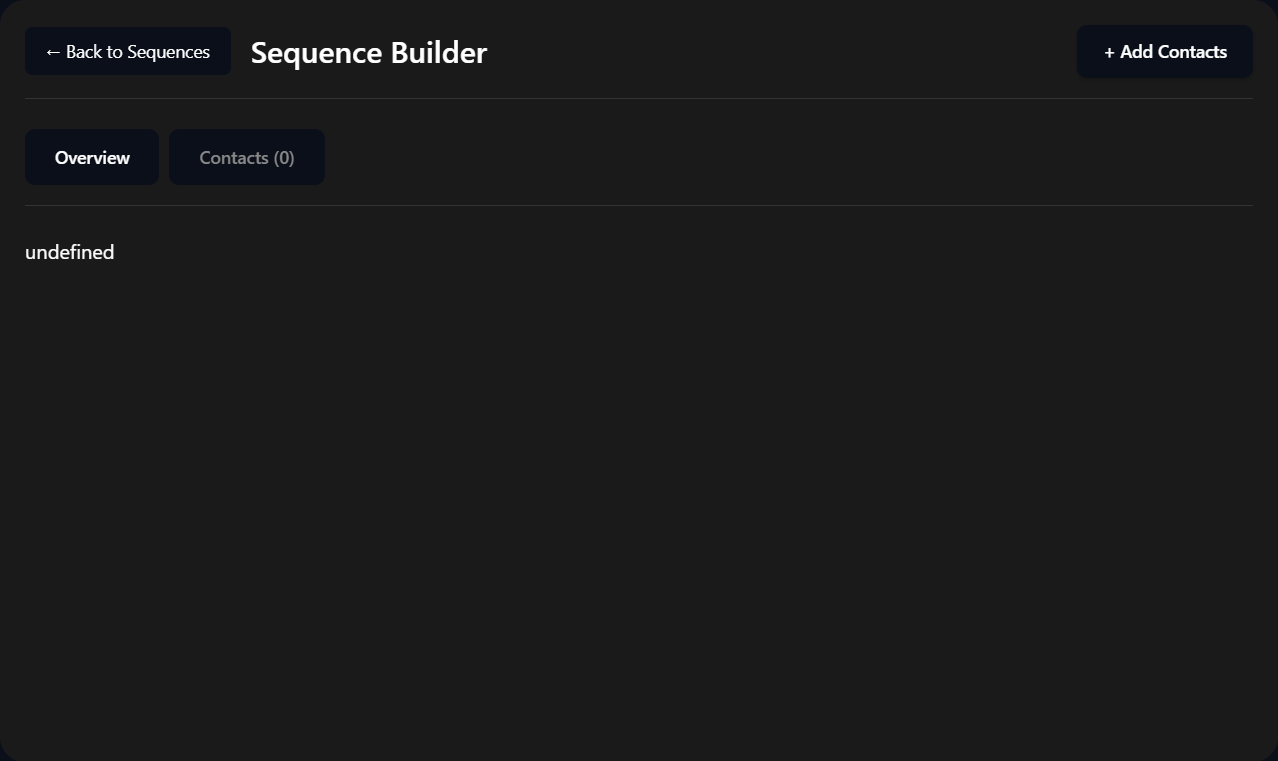 ← Back to Sequences
Sequence Builder
+ Add Contacts
Overview
Contacts (0)
undefined